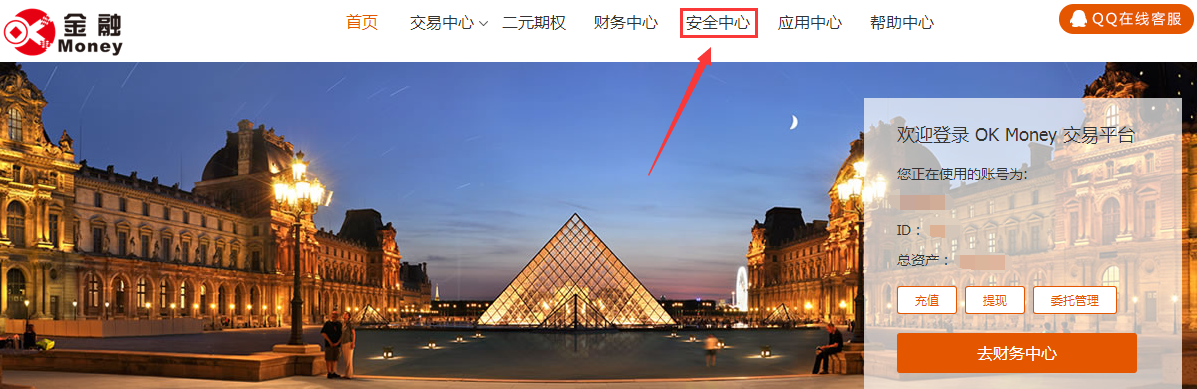 OK 金融
Money
首页 交易中心 二元期权 财务中心 安全中心 应用中心 帮助中心
QQ在线客服
欢迎登录 OK Money 交易平台
您正在使用的账号为:
ID：
总资产：
充值 提现 委托管理
去财务中心